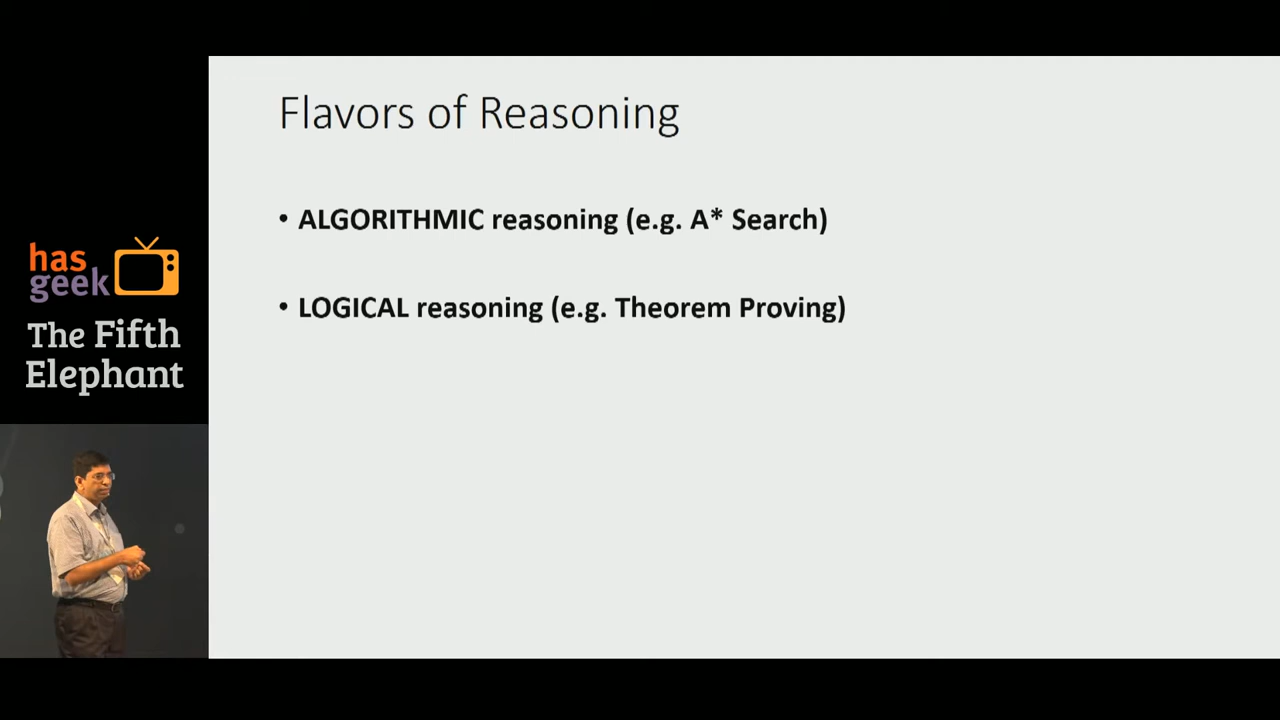 Flavors of Reasoning
• ALGORITHMIC reasoning (e.g. A* Search)
• LOGICAL reasoning (e.g. Theorem Proving)
has
geek
The Fifth
Elephant